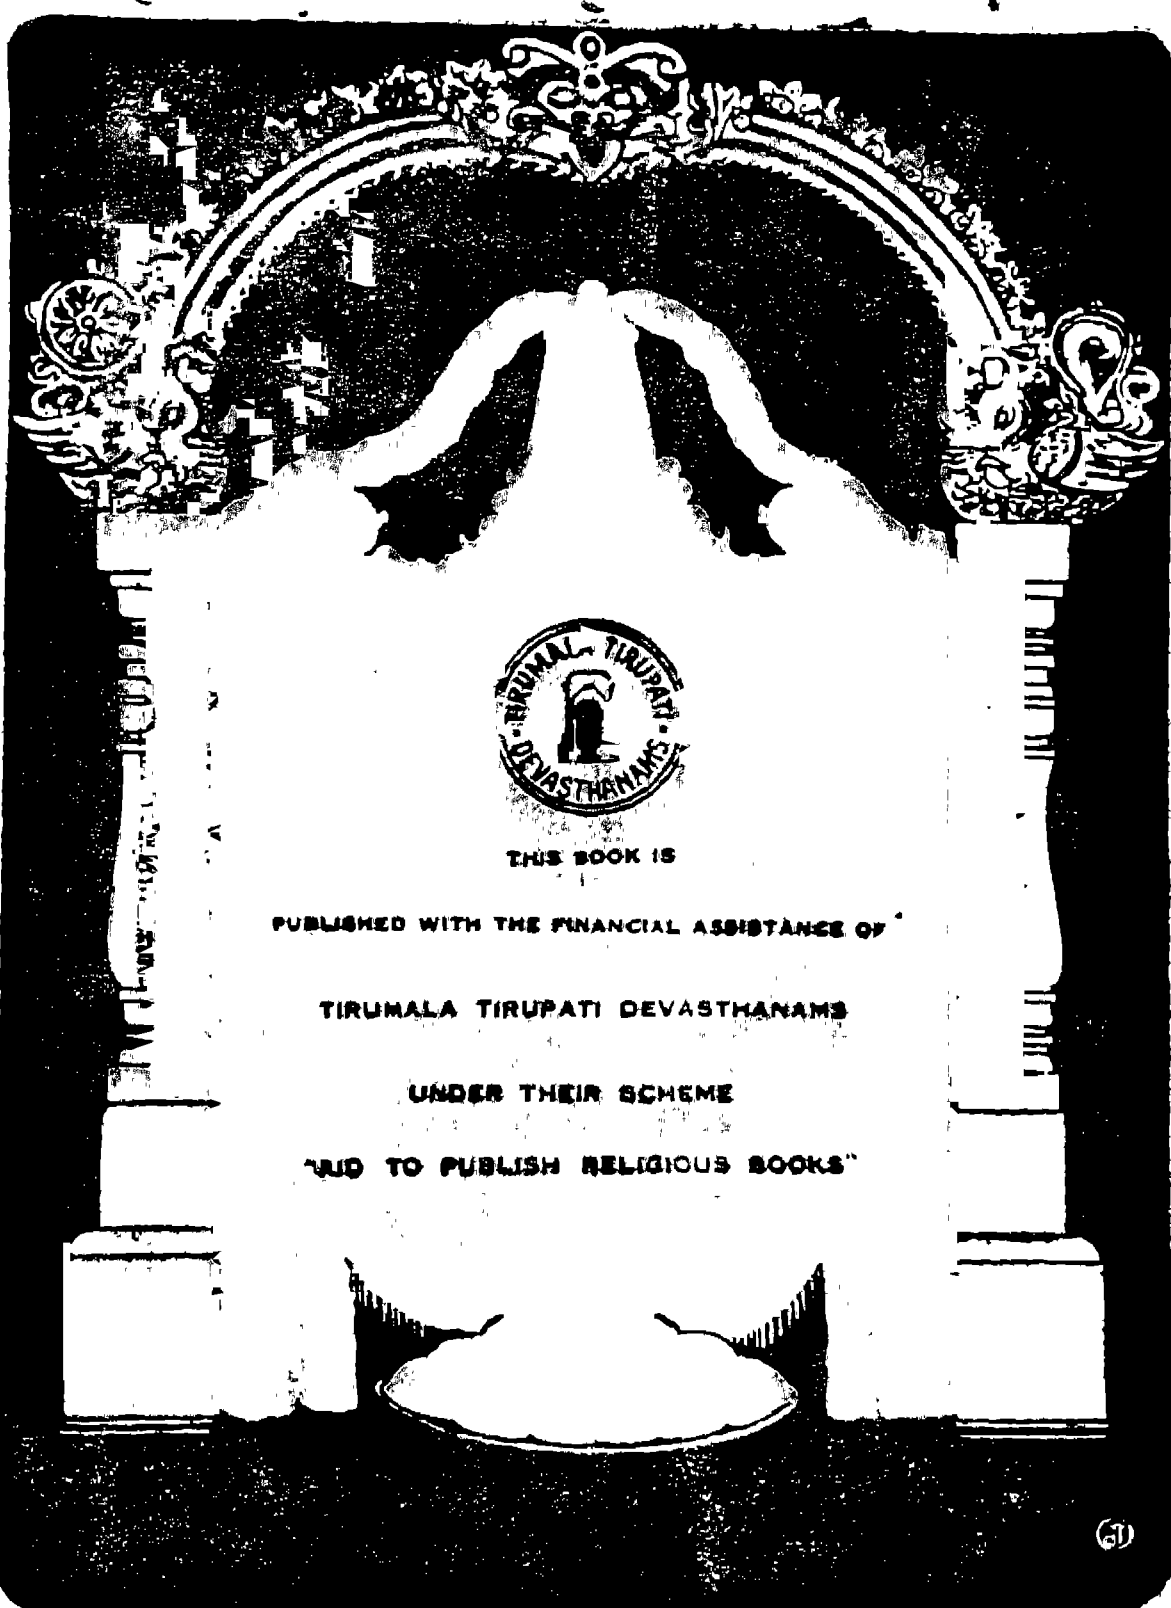 TIRUMALA TIRUPATI
DEVASTHANAMS
THIS BOOK IS
PUBLISHED WITH THE FINANCIAL ASSISTANCE OF
TIRUMALA TIRUPATI DEVASTHANAMS
UNDER THEIR SCHEME
"AID TO PUBLISH RELIGIOUS BOOKS"